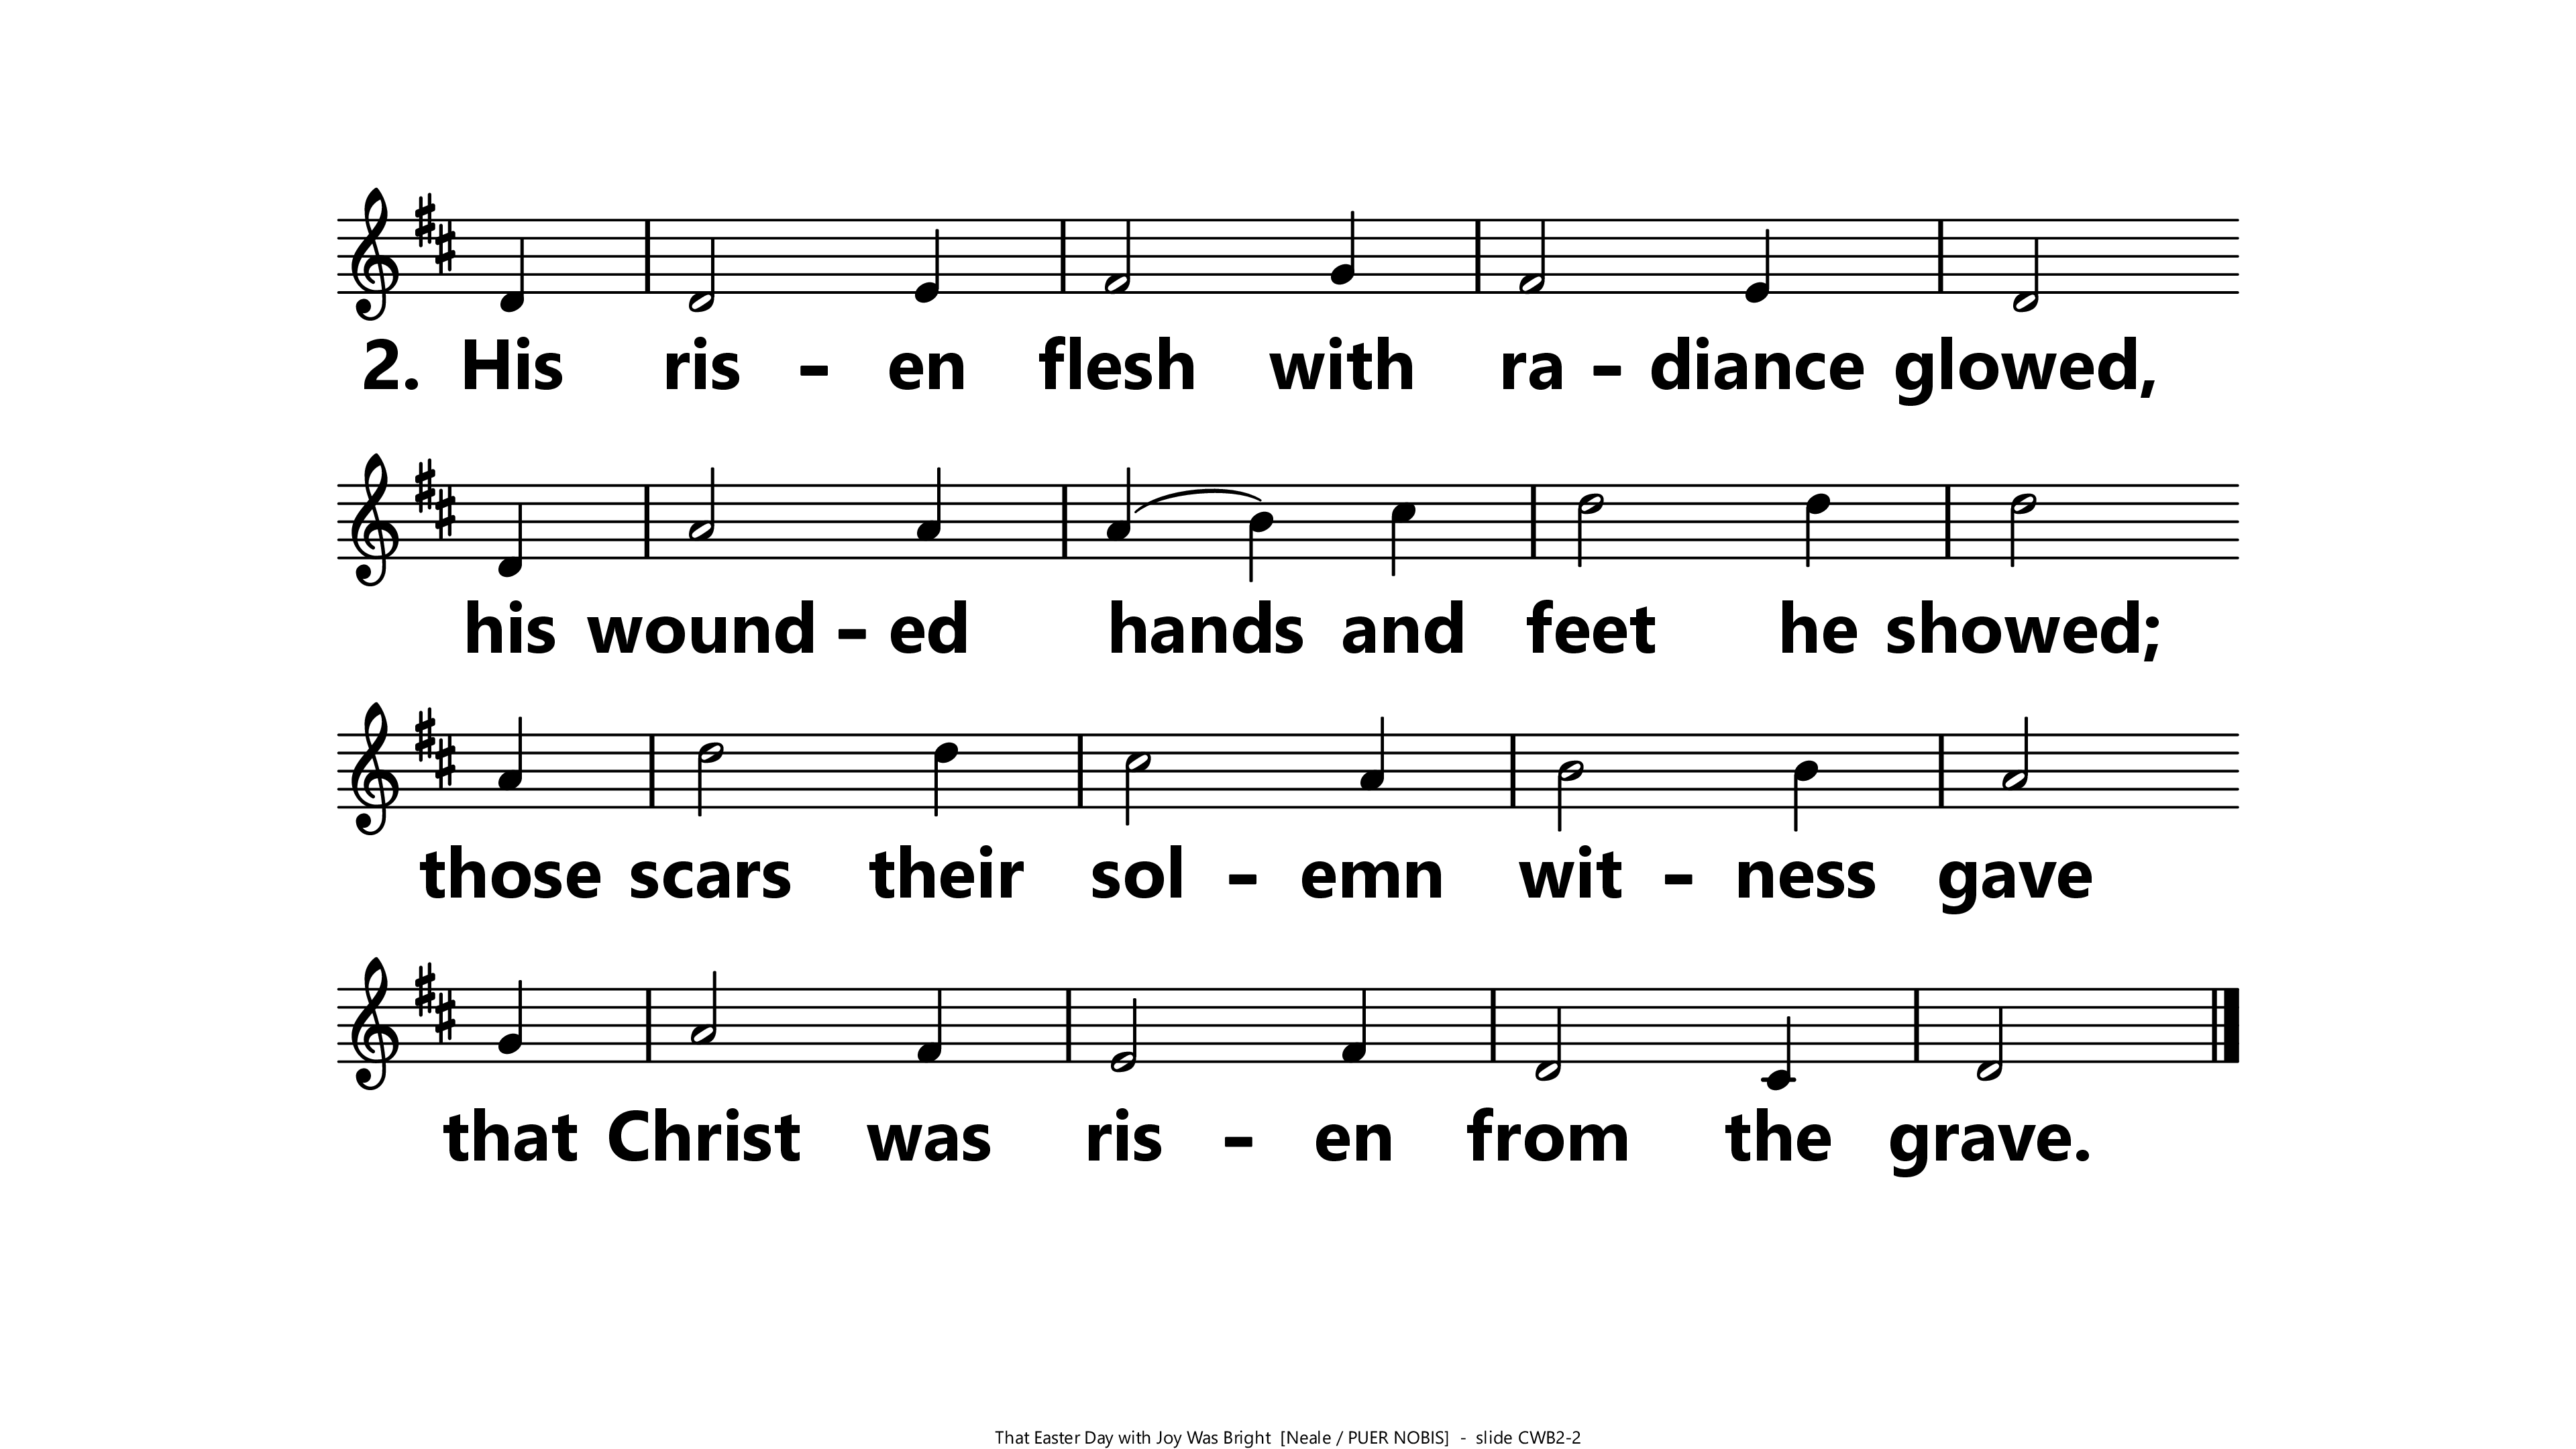 2. His ris - en flesh with ra - diance glowed,
his wound - ed hands and feet he showed;
those scars their sol - emn wit - ness gave
that Christ was ris - en from the grave.
That Easter Day with Joy Was Bright [Neale / PUER NOBIS] - slide CWB2-2